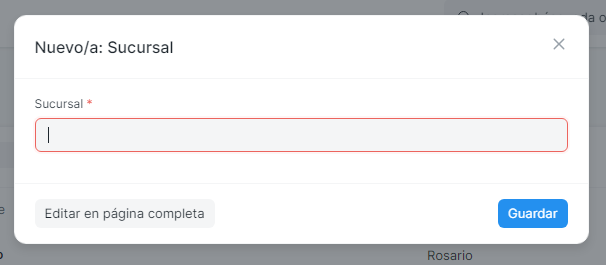 Nuevo/a: Sucursal
Sucursal *
Editar en página completa
Guardar
Rosario